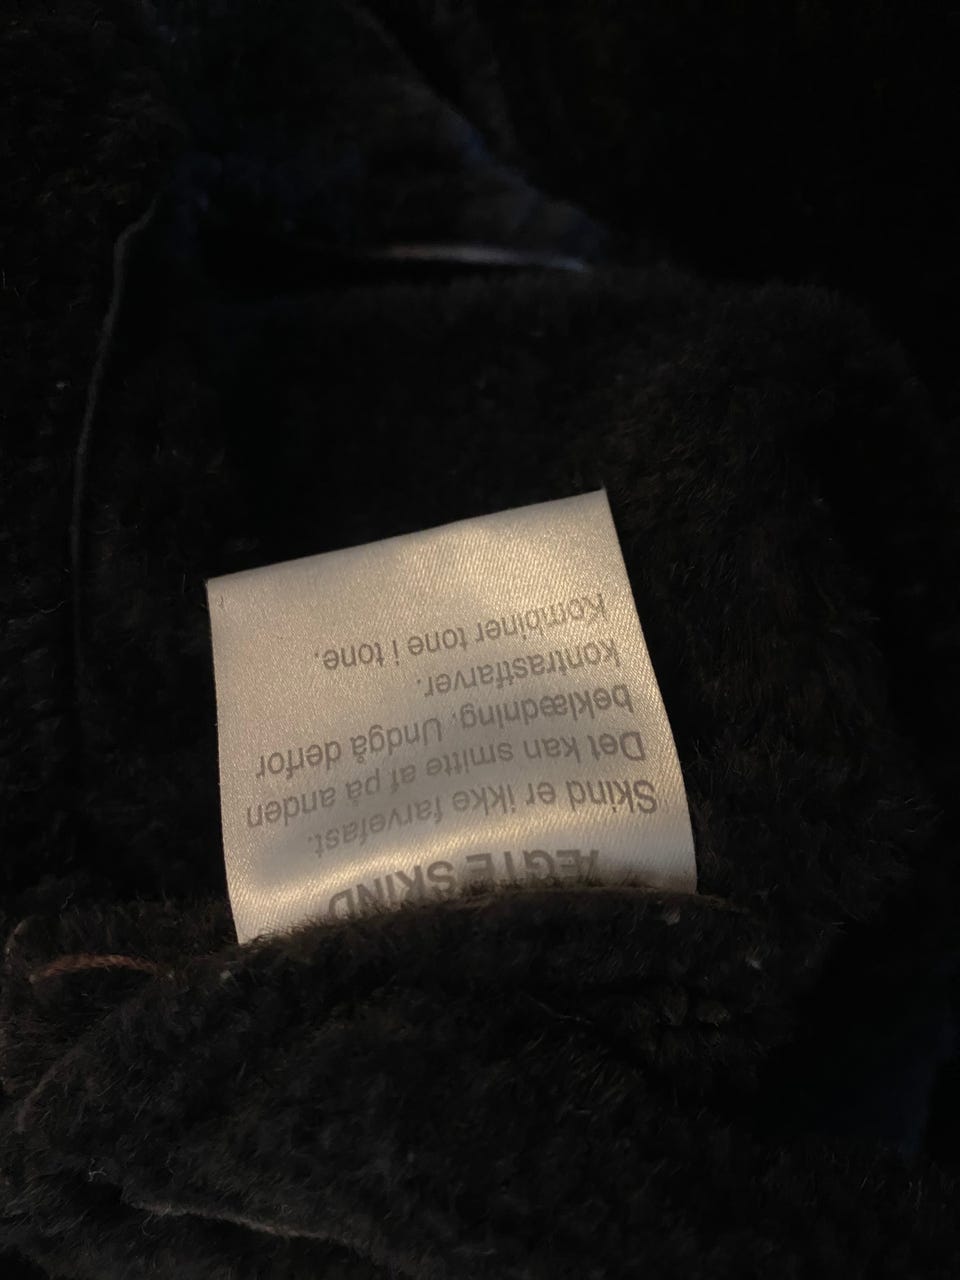 ÆGTE SKIND
Skind er ikke farvefast.
Det kan smitte af på anden
beklædning. Undgå derfor
kontrastfarver.
Kombiner tone i tone.